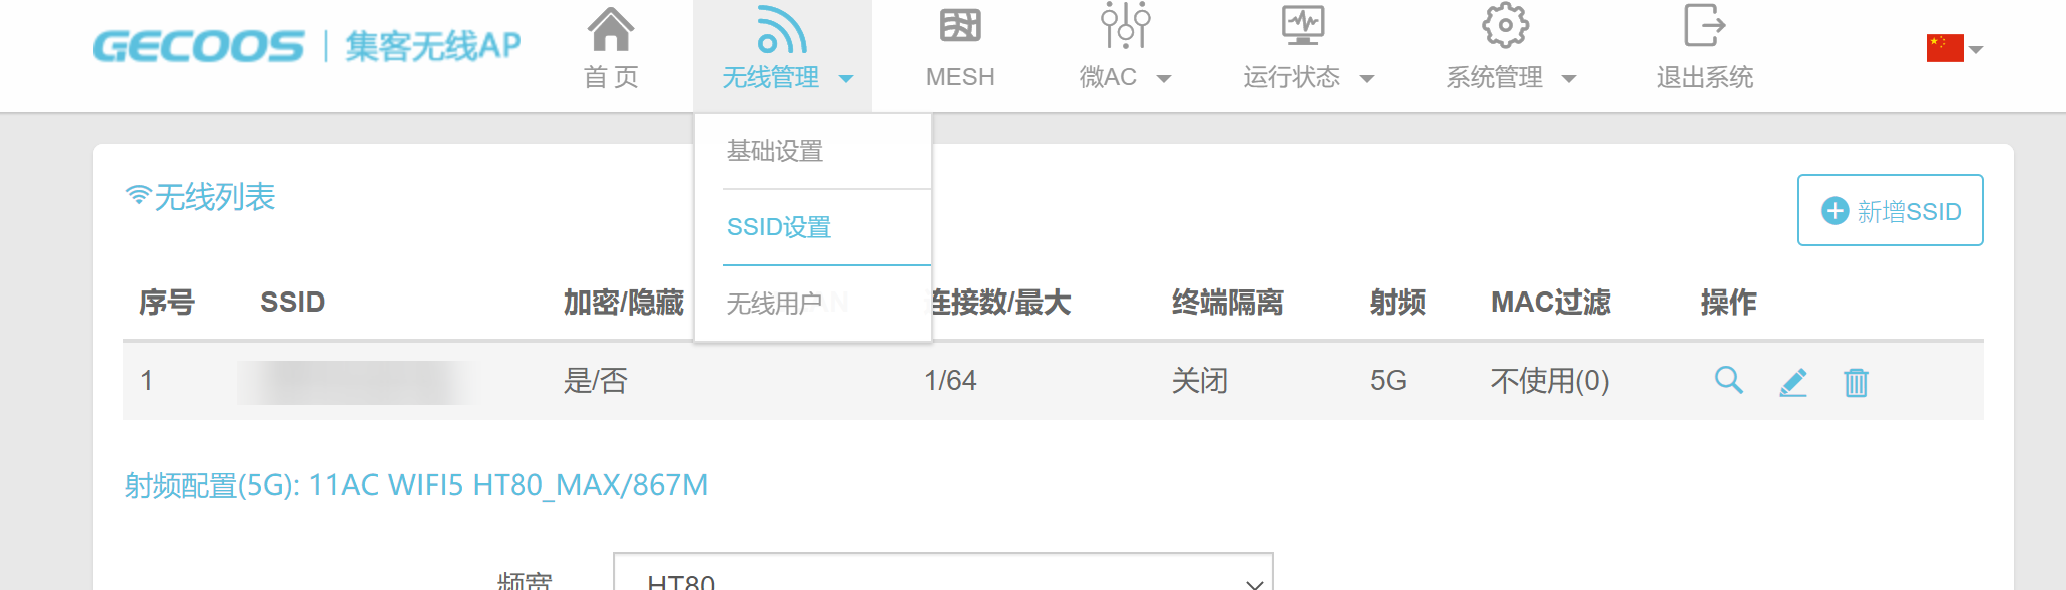 GECOOS | 集客无线AP
首 页
无线管理
MESH
微AC
运行状态
系统管理
退出系统
基础设置
SSID设置
无线用户
无线列表
新增SSID
序号 SSID 加密/隐藏 连接数/最大 终端隔离 射频 MAC过滤 操作
1 是/否 1/64 关闭 5G 不使用(0)
射频配置(5G): 11AC WIFI5 HT80_MAX/867M
频宽 HT80